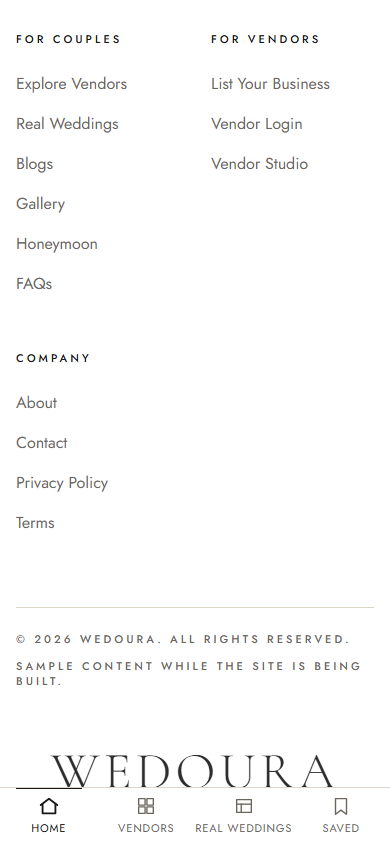 FOR COUPLES
Explore Vendors
Real Weddings
Blogs
Gallery
Honeymoon
FAQs
FOR VENDORS
List Your Business
Vendor Login
Vendor Studio
COMPANY
About
Contact
Privacy Policy
Terms
© 2026 WEDOURA. ALL RIGHTS RESERVED.
SAMPLE CONTENT WHILE THE SITE IS BEING
BUILT.
WEDOURA
HOME
VENDORS
REAL WEDDINGS
SAVED